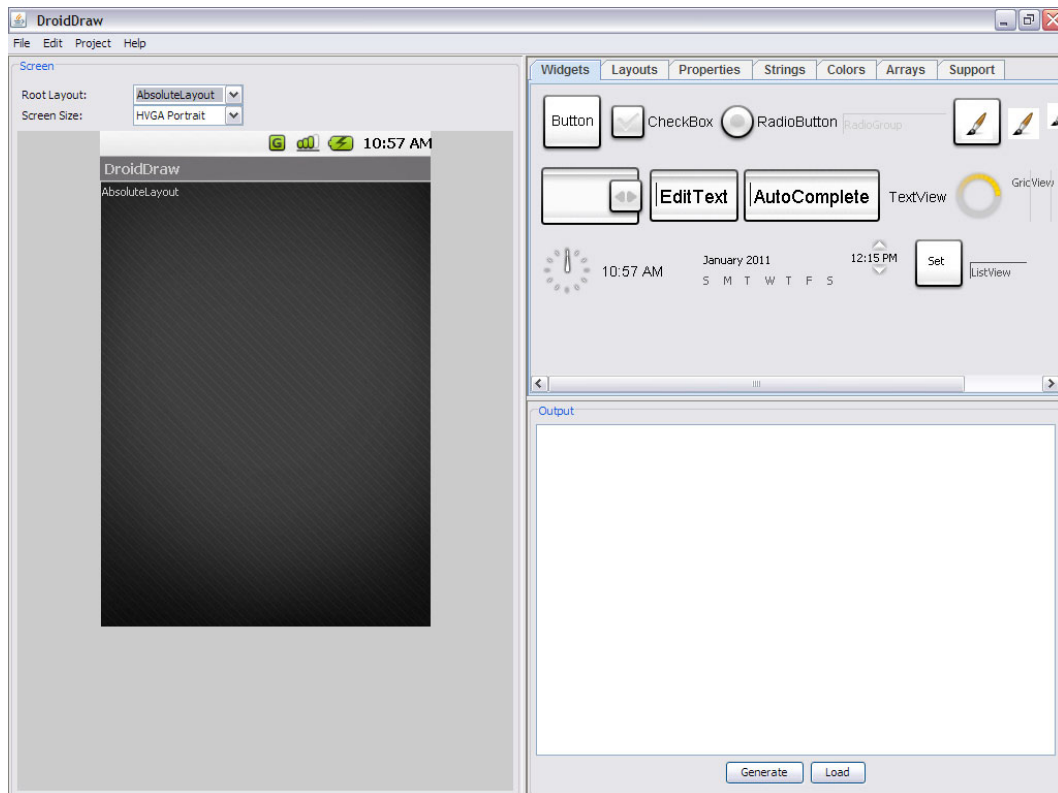 DroidDraw
File Edit Project Help
Screen
Root Layout: AbsoluteLayout
Screen Size: HVGA Portrait
G 10:57 AM
DroidDraw
AbsoluteLayout
Widgets Layouts Properties Strings Colors Arrays Support
Button CheckBox RadioButton RadioGroup
EditText AutoComplete TextView GricView
10:57 AM January 2011 12:15 PM Set ListView
S M T W T F S
Output
Generate Load